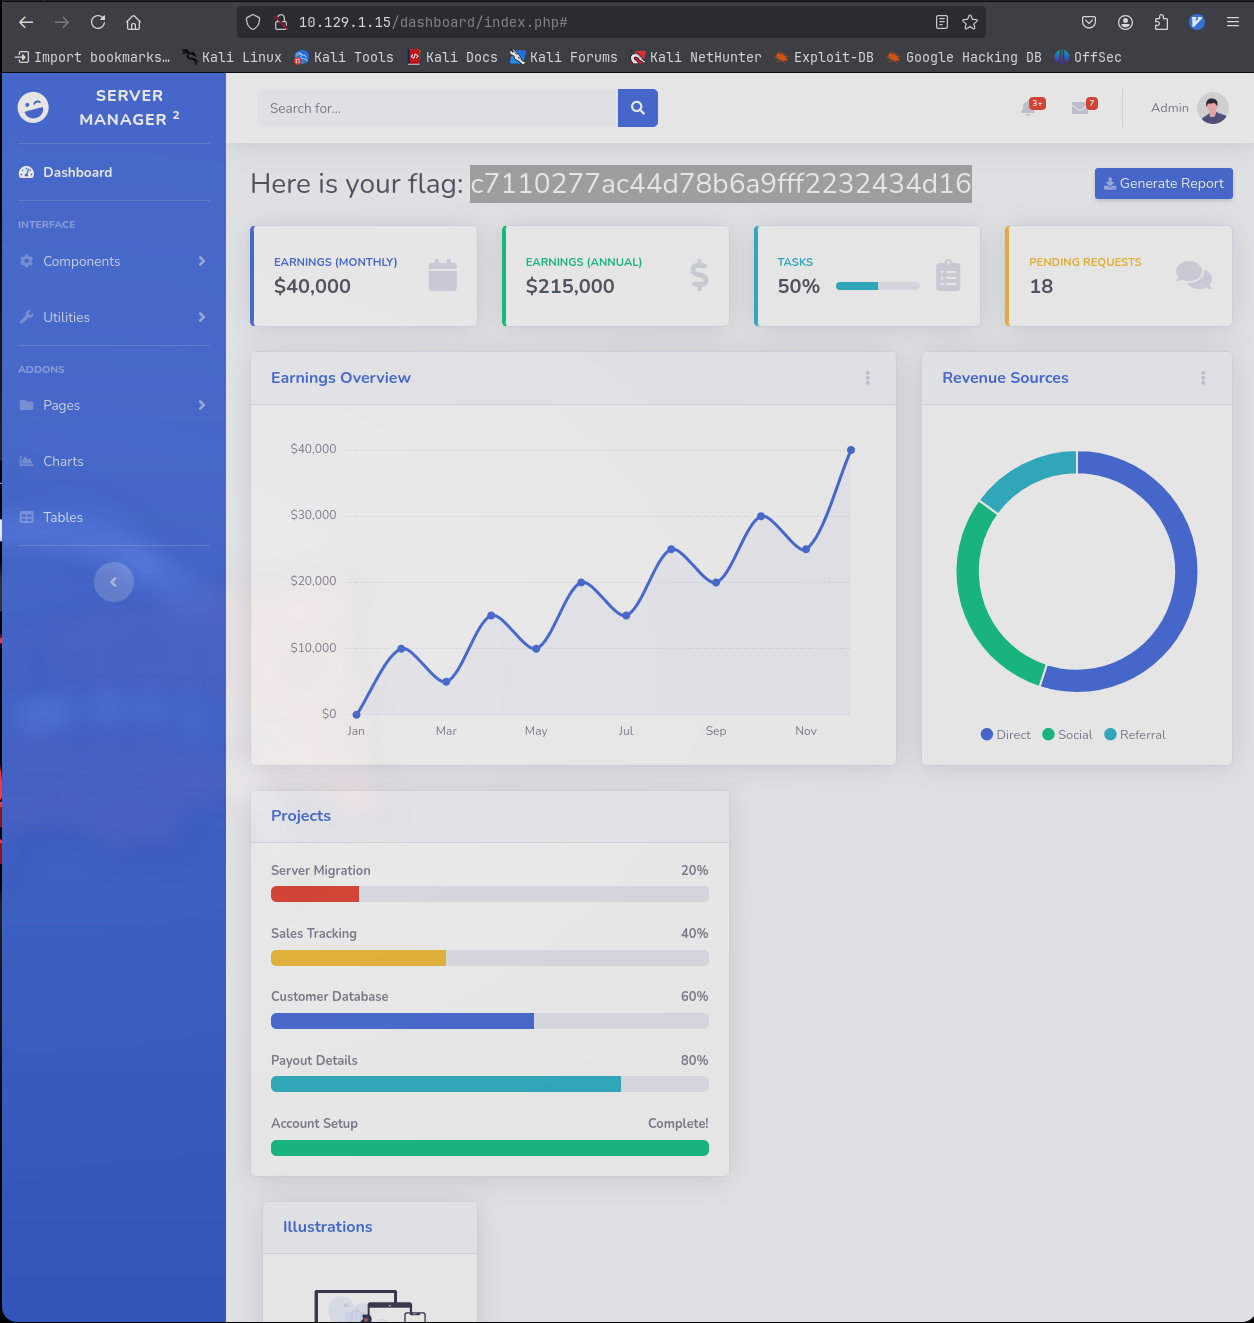 10.129.1.15/dashboard/index.php#
Import bookmarks… Kali Linux Kali Tools Kali Docs Kali Forums Kali NetHunter Exploit-DB Google Hacking DB OffSec
SERVER
MANAGER 2
Search for...
3+
7
Admin
Dashboard
INTERFACE
Components
Utilities
ADDONS
Pages
Charts
Tables
Here is your flag: c7110277ac44d78b6a9fff2232434d16
Generate Report
EARNINGS (MONTHLY)
$40,000
EARNINGS (ANNUAL)
$215,000
TASKS
50%
PENDING REQUESTS
18
Earnings Overview
$40,000
$30,000
$20,000
$10,000
$0
Jan Mar May Jul Sep Nov
Revenue Sources
Direct Social Referral
Projects
Server Migration 20%
Sales Tracking 40%
Customer Database 60%
Payout Details 80%
Account Setup Complete!
Illustrations